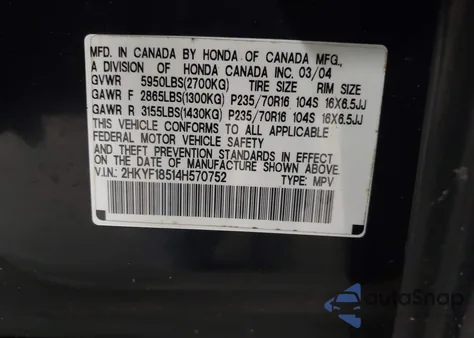 MFD. IN CANADA BY HONDA OF CANADA MFG.,
A DIVISION OF HONDA CANADA INC. 03/04
GVWR 5950LBS(2700KG) TIRE SIZE RIM SIZE
GAWR F 2865LBS(1300KG) P235/70R16 104S 16X6.5JJ
GAWR R 3155LBS(1430KG) P235/70R16 104S 16X6.5JJ
THIS VEHICLE CONFORMS TO ALL APPLICABLE
FEDERAL MOTOR VEHICLE SAFETY
AND THEFT PREVENTION STANDARDS IN EFFECT
ON THE DATE OF MANUFACTURE SHOWN ABOVE.
V.I.N.: 2HKYF18514H570752 TYPE: MPV
AutoSnap